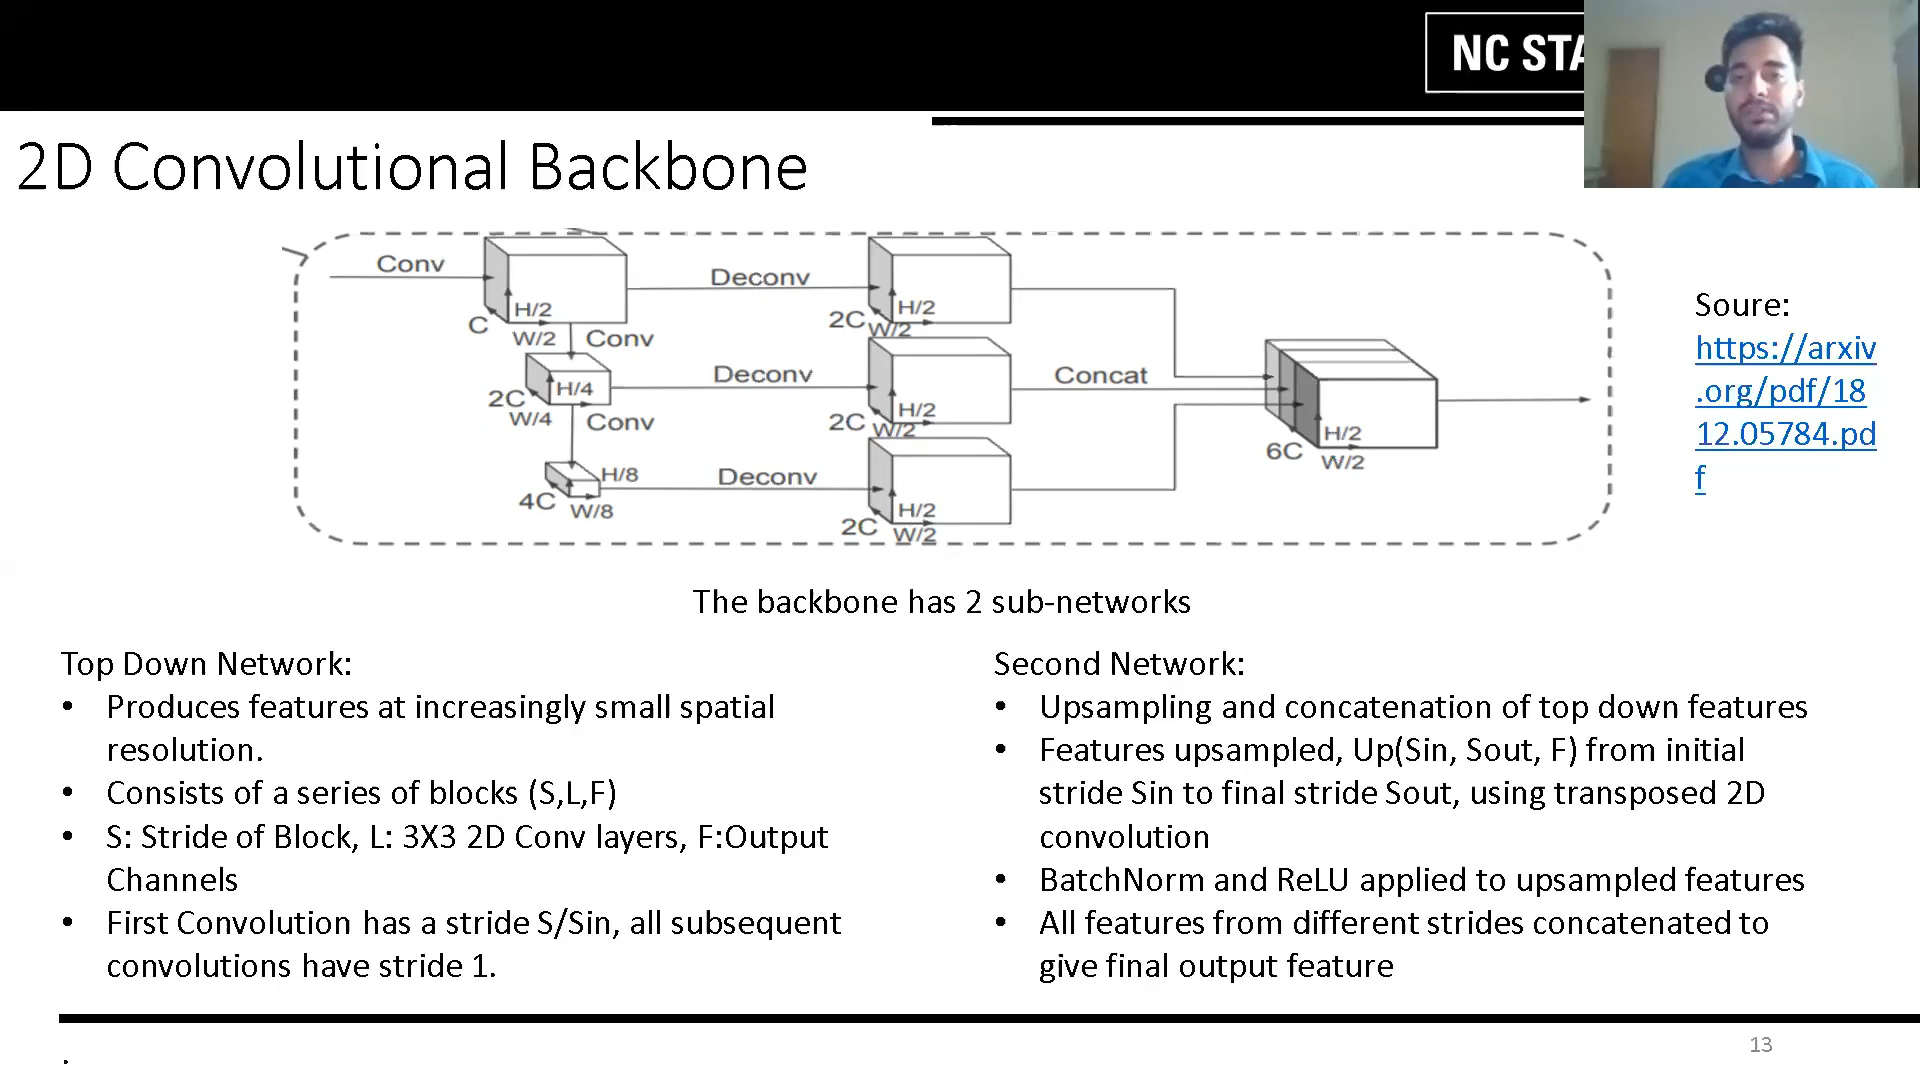 NC STA
2D Convolutional Backbone
Conv
Deconv
H/2
C
W/2
Conv
2C
H/2
W/2
Deconv
H/4
2C
W/4
Conv
2C
H/2
W/2
Concat
6C
H/2
W/2
H/8
4C
W/8
Deconv
2C
H/2
W/2
Soure:
https://arxiv
.org/pdf/18
12.05784.pd
f
The backbone has 2 sub-networks
Top Down Network:
• Produces features at increasingly small spatial
resolution.
• Consists of a series of blocks (S,L,F)
• S: Stride of Block, L: 3X3 2D Conv layers, F:Output
Channels
• First Convolution has a stride S/Sin, all subsequent
convolutions have stride 1.
Second Network:
• Upsampling and concatenation of top down features
• Features upsampled, Up(Sin, Sout, F) from initial
stride Sin to final stride Sout, using transposed 2D
convolution
• BatchNorm and ReLU applied to upsampled features
• All features from different strides concatenated to
give final output feature
.
13